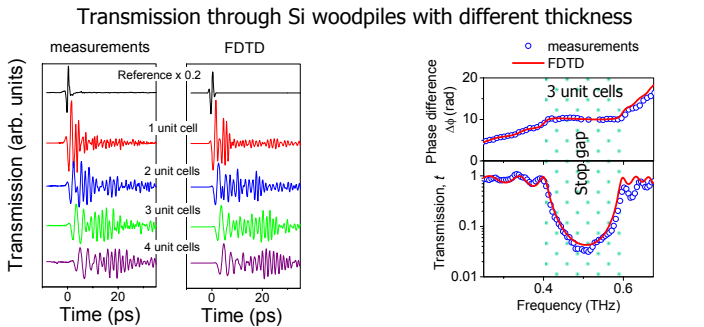 Transmission through Si woodpiles with different thickness
measurements
FDTD
Transmission (arb. units)
Reference x 0.2
1 unit cell
2 unit cells
3 unit cells
4 unit cells
0
20
0
20
Time (ps)
Time (ps)
measurements
FDTD
Phase difference
Δϕ (rad)
20
10
0
3 unit cells
Stop gap
Transmission, t
1
0.1
0.01
0.4
0.6
Frequency (THz)